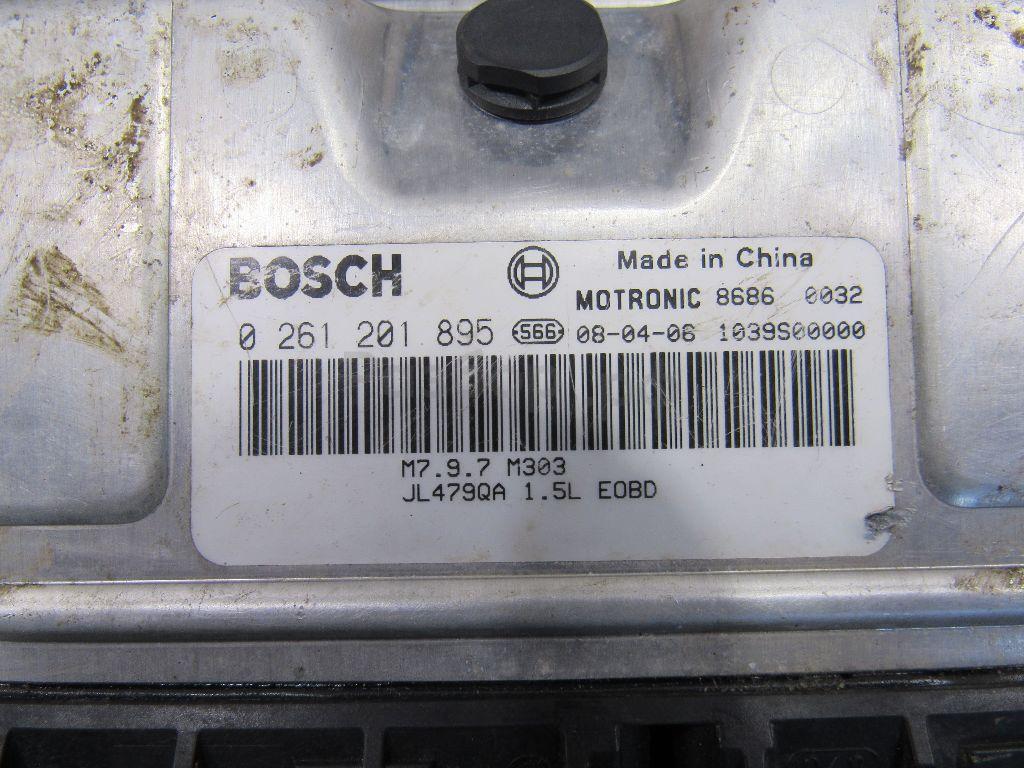 BOSCH
Made in China
MOTRONIC 8686 0032
0 261 201 895 566 08-04-06 1039S00000
M7.9.7 M303
JL479QA 1.5L EOBD